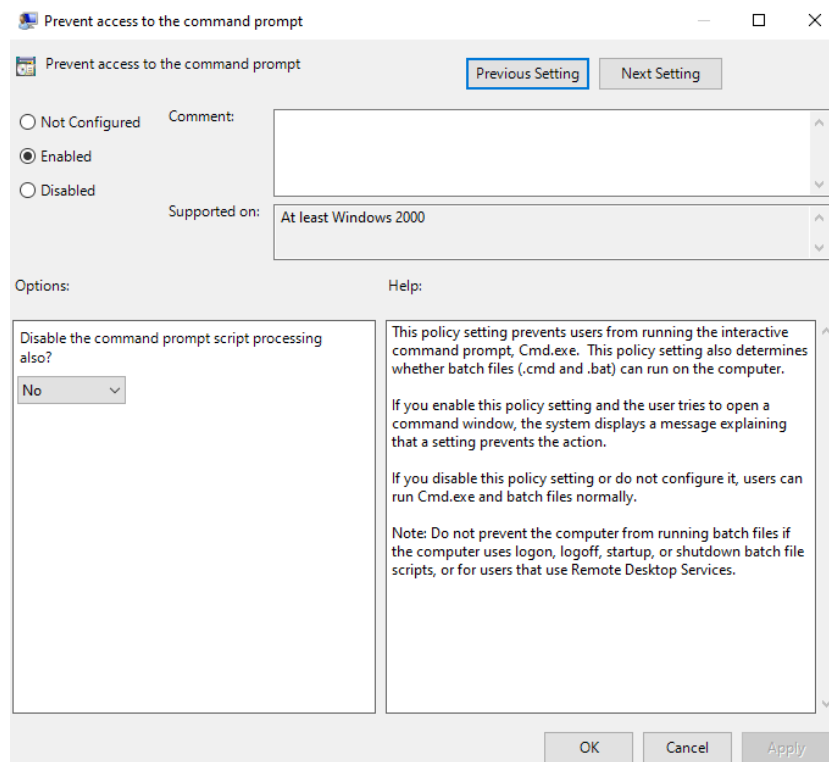 Prevent access to the command prompt
Prevent access to the command prompt
Previous Setting
Next Setting
Not Configured
Comment:
Enabled
Disabled
Supported on:
At least Windows 2000
Options:
Help:
Disable the command prompt script processing
also?
No
This policy setting prevents users from running the interactive
command prompt, Cmd.exe.  This policy setting also determines
whether batch files (.cmd and .bat) can run on the computer.
If you enable this policy setting and the user tries to open a
command window, the system displays a message explaining
that a setting prevents the action.
If you disable this policy setting or do not configure it, users can
run Cmd.exe and batch files normally.
Note: Do not prevent the computer from running batch files if
the computer uses logon, logoff, startup, or shutdown batch file
scripts, or for users that use Remote Desktop Services.
OK
Cancel
Apply